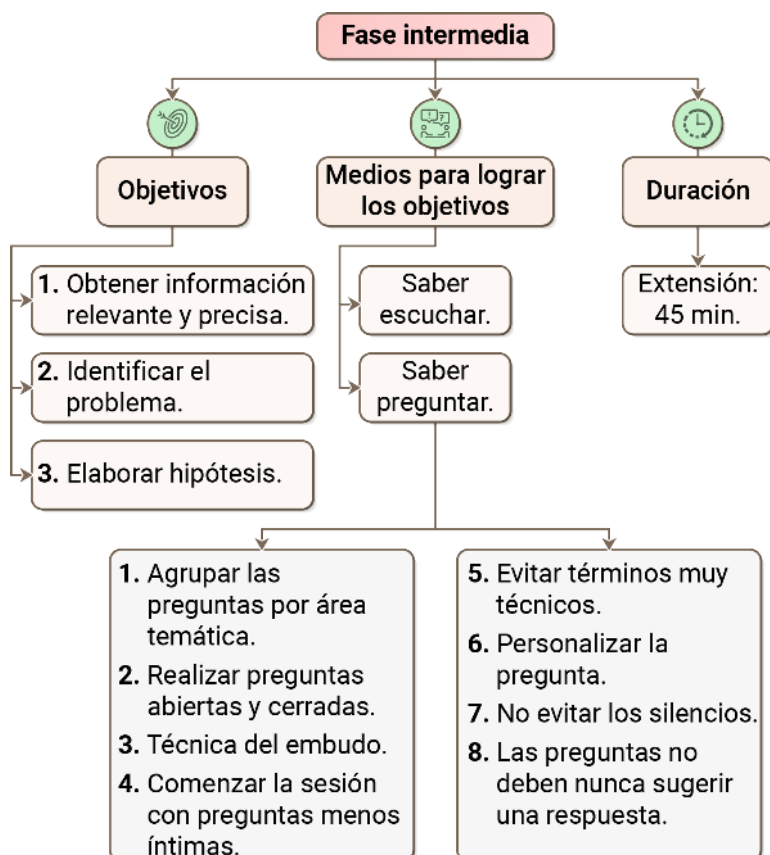 Fase intermedia
Objetivos
1. Obtener información
relevante y precisa.
2. Identificar el
problema.
3. Elaborar hipótesis.
Medios para lograr
los objetivos
Saber
escuchar.
Saber
preguntar.
1. Agrupar las
preguntas por área
temática.
2. Realizar preguntas
abiertas y cerradas.
3. Técnica del embudo.
4. Comenzar la sesión
con preguntas menos
íntimas.
5. Evitar términos muy
técnicos.
6. Personalizar la
pregunta.
7. No evitar los silencios.
8. Las preguntas no
deben nunca sugerir
una respuesta.
Duración
Extensión:
45 min.